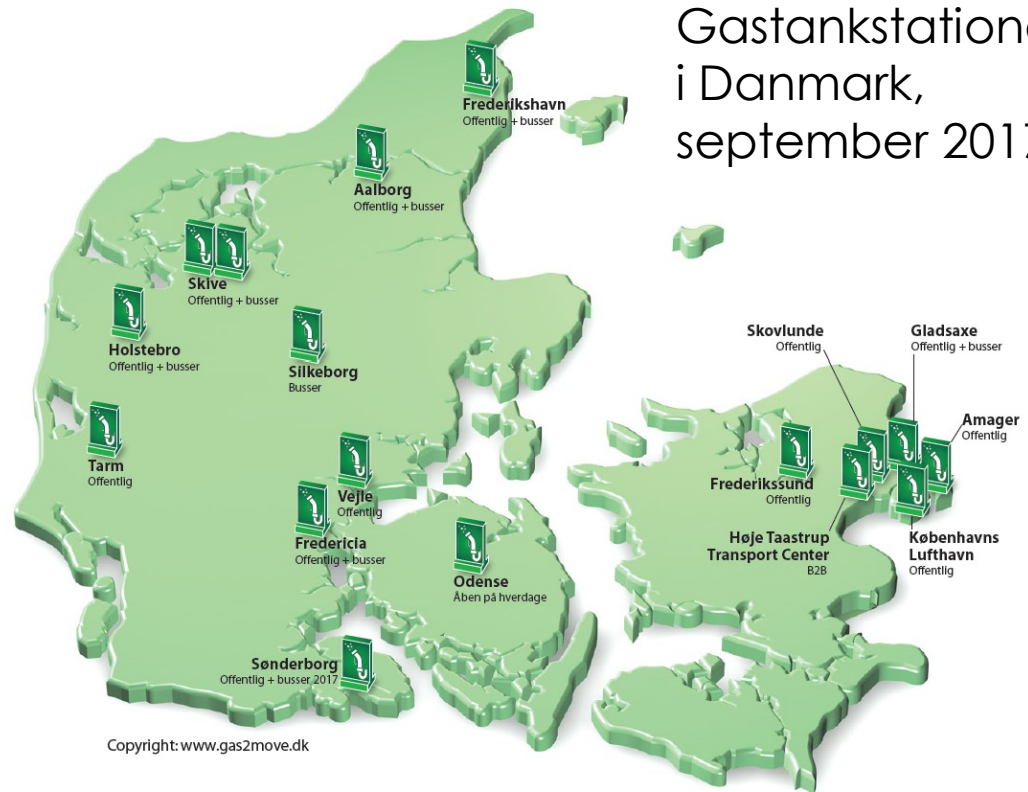 Gastankstatione
i Danmark,
september 2017
Frederikshavn
Offentlig + busser
Aalborg
Offentlig + busser
Skive
Offentlig + busser
Holstebro
Offentlig + busser
Silkeborg
Busser
Tarm
Offentlig
Vejle
Offentlig
Fredericia
Offentlig + busser
Odense
Åben på hverdage
Sønderborg
Offentlig + busser 2017
Skovlunde
Offentlig
Gladsaxe
Offentlig + busser
Amager
Offentlig
Frederikssund
Offentlig
Høje Taastrup
Transport Center
B2B
Københavns
Lufthavn
Offentlig
Copyright: www.gas2move.dk